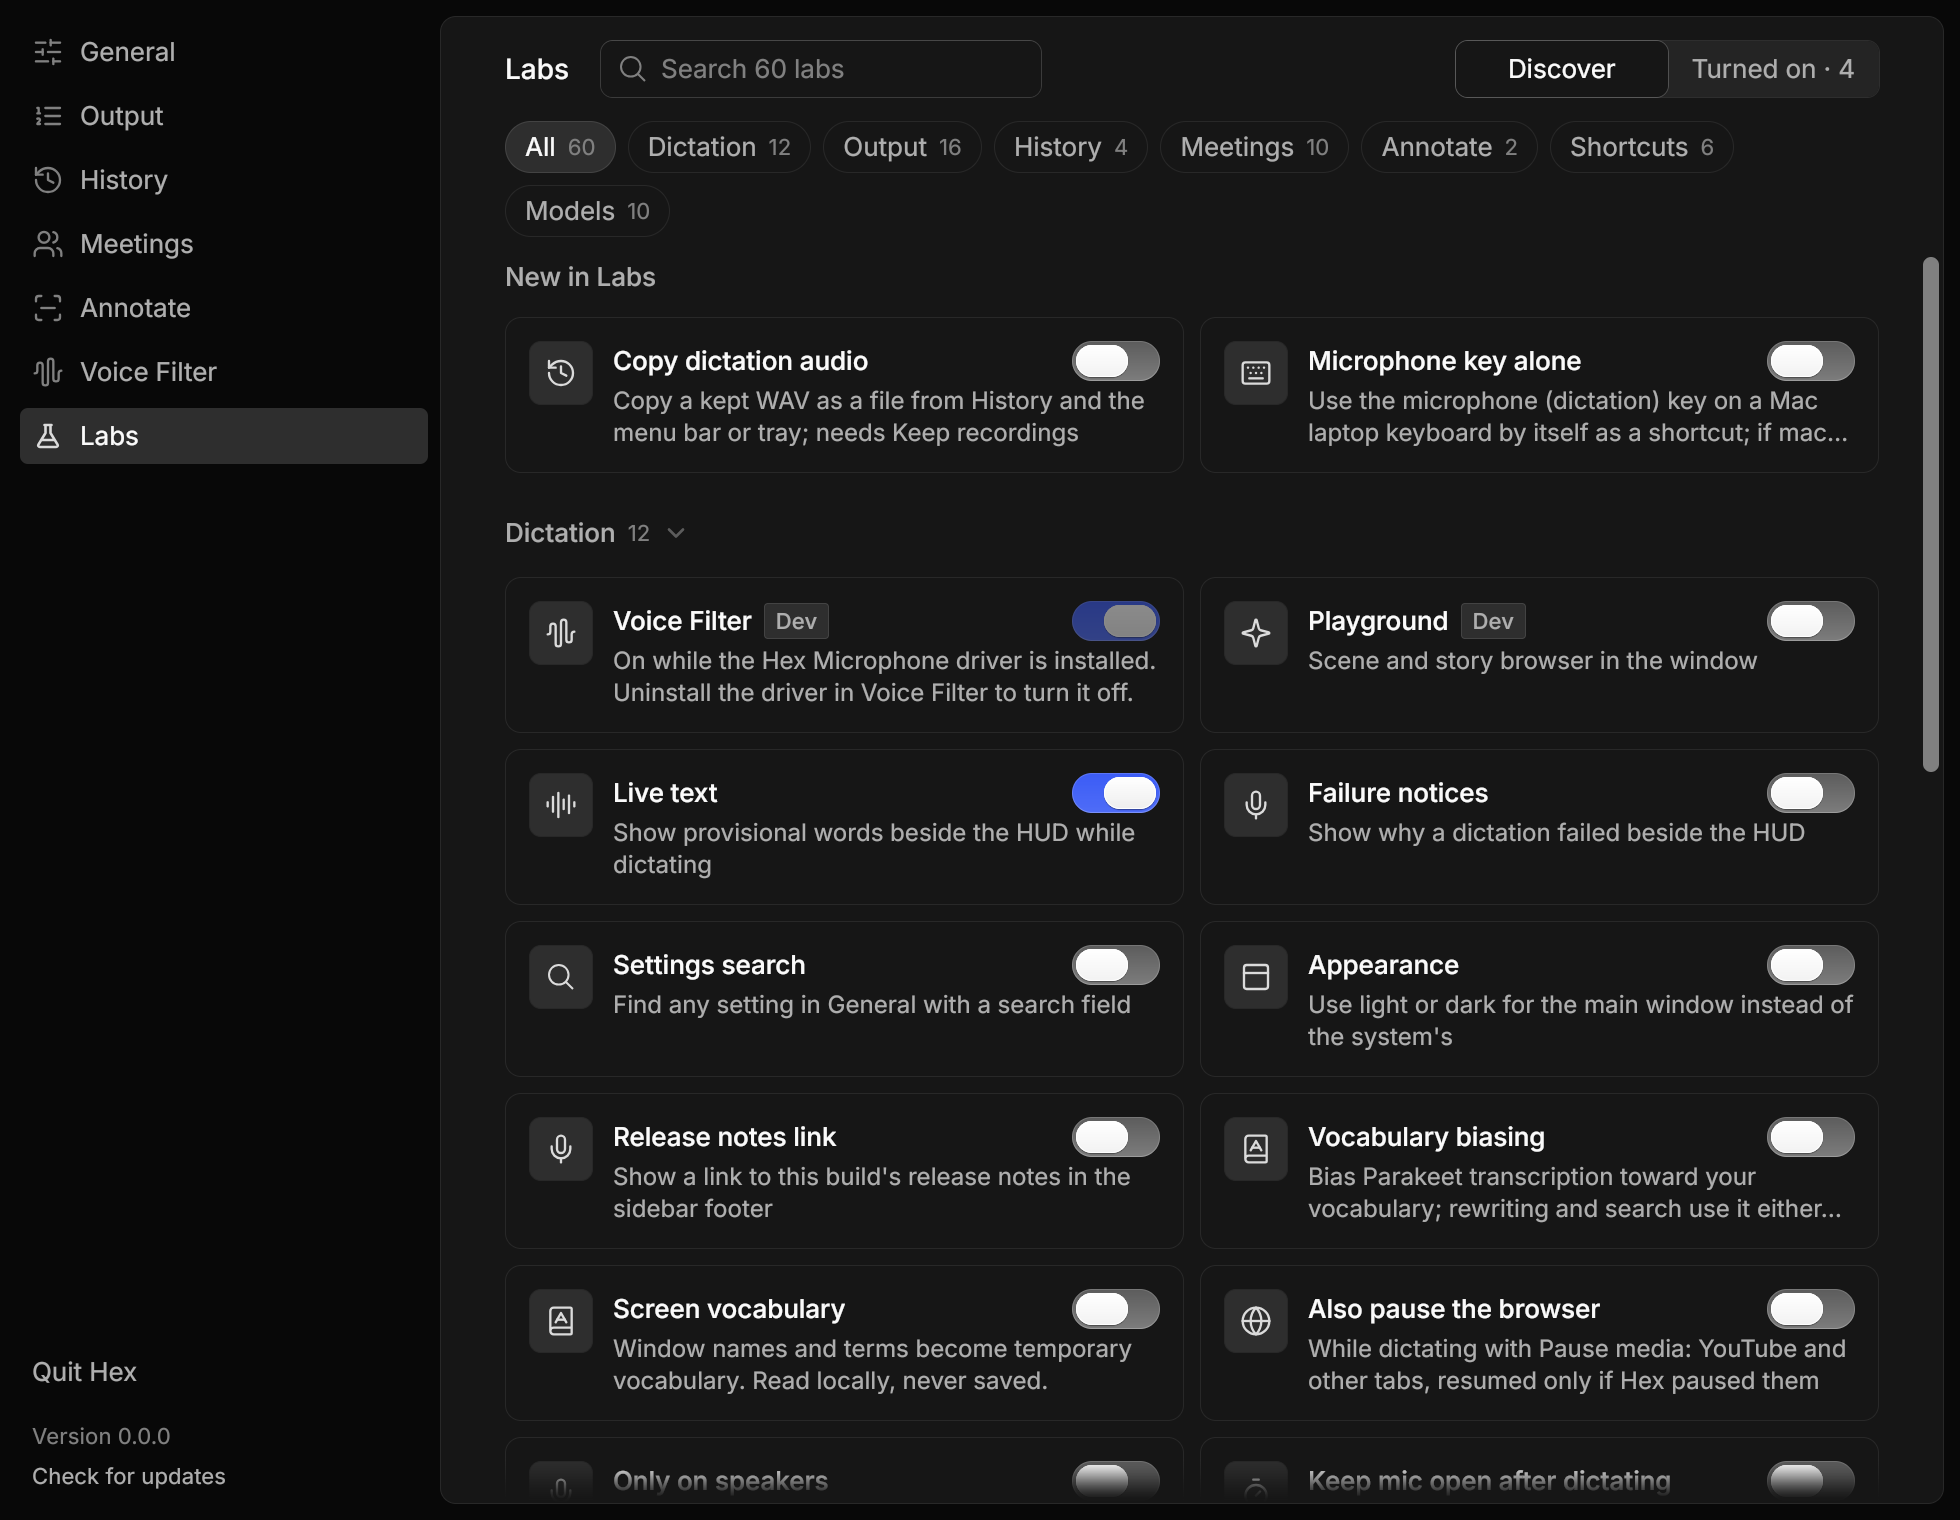 General
Output
History
Meetings
Annotate
Voice Filter
Labs
Quit Hex
Version 0.0.0
Check for updates
Labs
Search 60 labs
Discover
Turned on · 4
All 60
Dictation 12
Output 16
History 4
Meetings 10
Annotate 2
Shortcuts 6
Models 10
New in Labs
Copy dictation audio
Copy a kept WAV as a file from History and the
menu bar or tray; needs Keep recordings
Microphone key alone
Use the microphone (dictation) key on a Mac
laptop keyboard by itself as a shortcut; if mac...
Dictation 12
Voice Filter Dev
On while the Hex Microphone driver is installed.
Uninstall the driver in Voice Filter to turn it off.
Playground Dev
Scene and story browser in the window
Live text
Show provisional words beside the HUD while
dictating
Failure notices
Show why a dictation failed beside the HUD
Settings search
Find any setting in General with a search field
Appearance
Use light or dark for the main window instead of
the system's
Release notes link
Show a link to this build's release notes in the
sidebar footer
Vocabulary biasing
Bias Parakeet transcription toward your
vocabulary; rewriting and search use it either...
Screen vocabulary
Window names and terms become temporary
vocabulary. Read locally, never saved.
Also pause the browser
While dictating with Pause media: YouTube and
other tabs, resumed only if Hex paused them
Only on speakers
Keep mic open after dictating